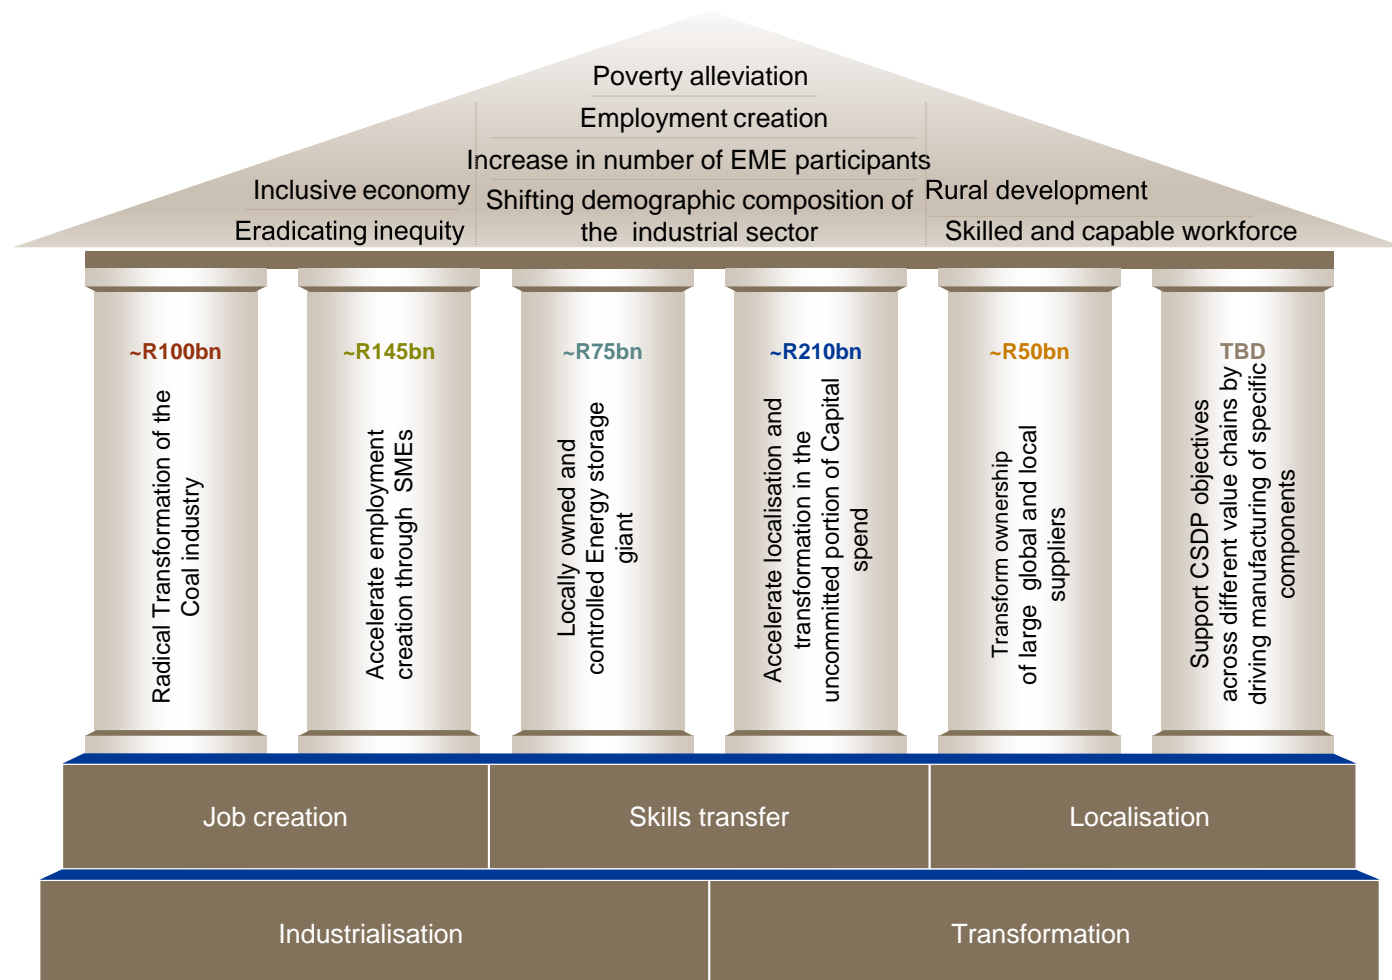 Poverty alleviation
Employment creation
Increase in number of EME participants
Shifting demographic composition of
the industrial sector
Inclusive economy
Eradicating inequity
Rural development
Skilled and capable workforce
~R100bn
Radical Transformation of the
Coal industry
~R145bn
Accelerate employment
creation through SMEs
~R75bn
Locally owned and
controlled Energy storage
giant
~R210bn
Accelerate localisation and
transformation in the
uncommitted portion of Capital
spend
~R50bn
Transform ownership
of large global and local
suppliers
TBD
Support CSDP objectives
across different value chains by
driving manufacturing of specific
components
Job creation
Skills transfer
Localisation
Industrialisation
Transformation